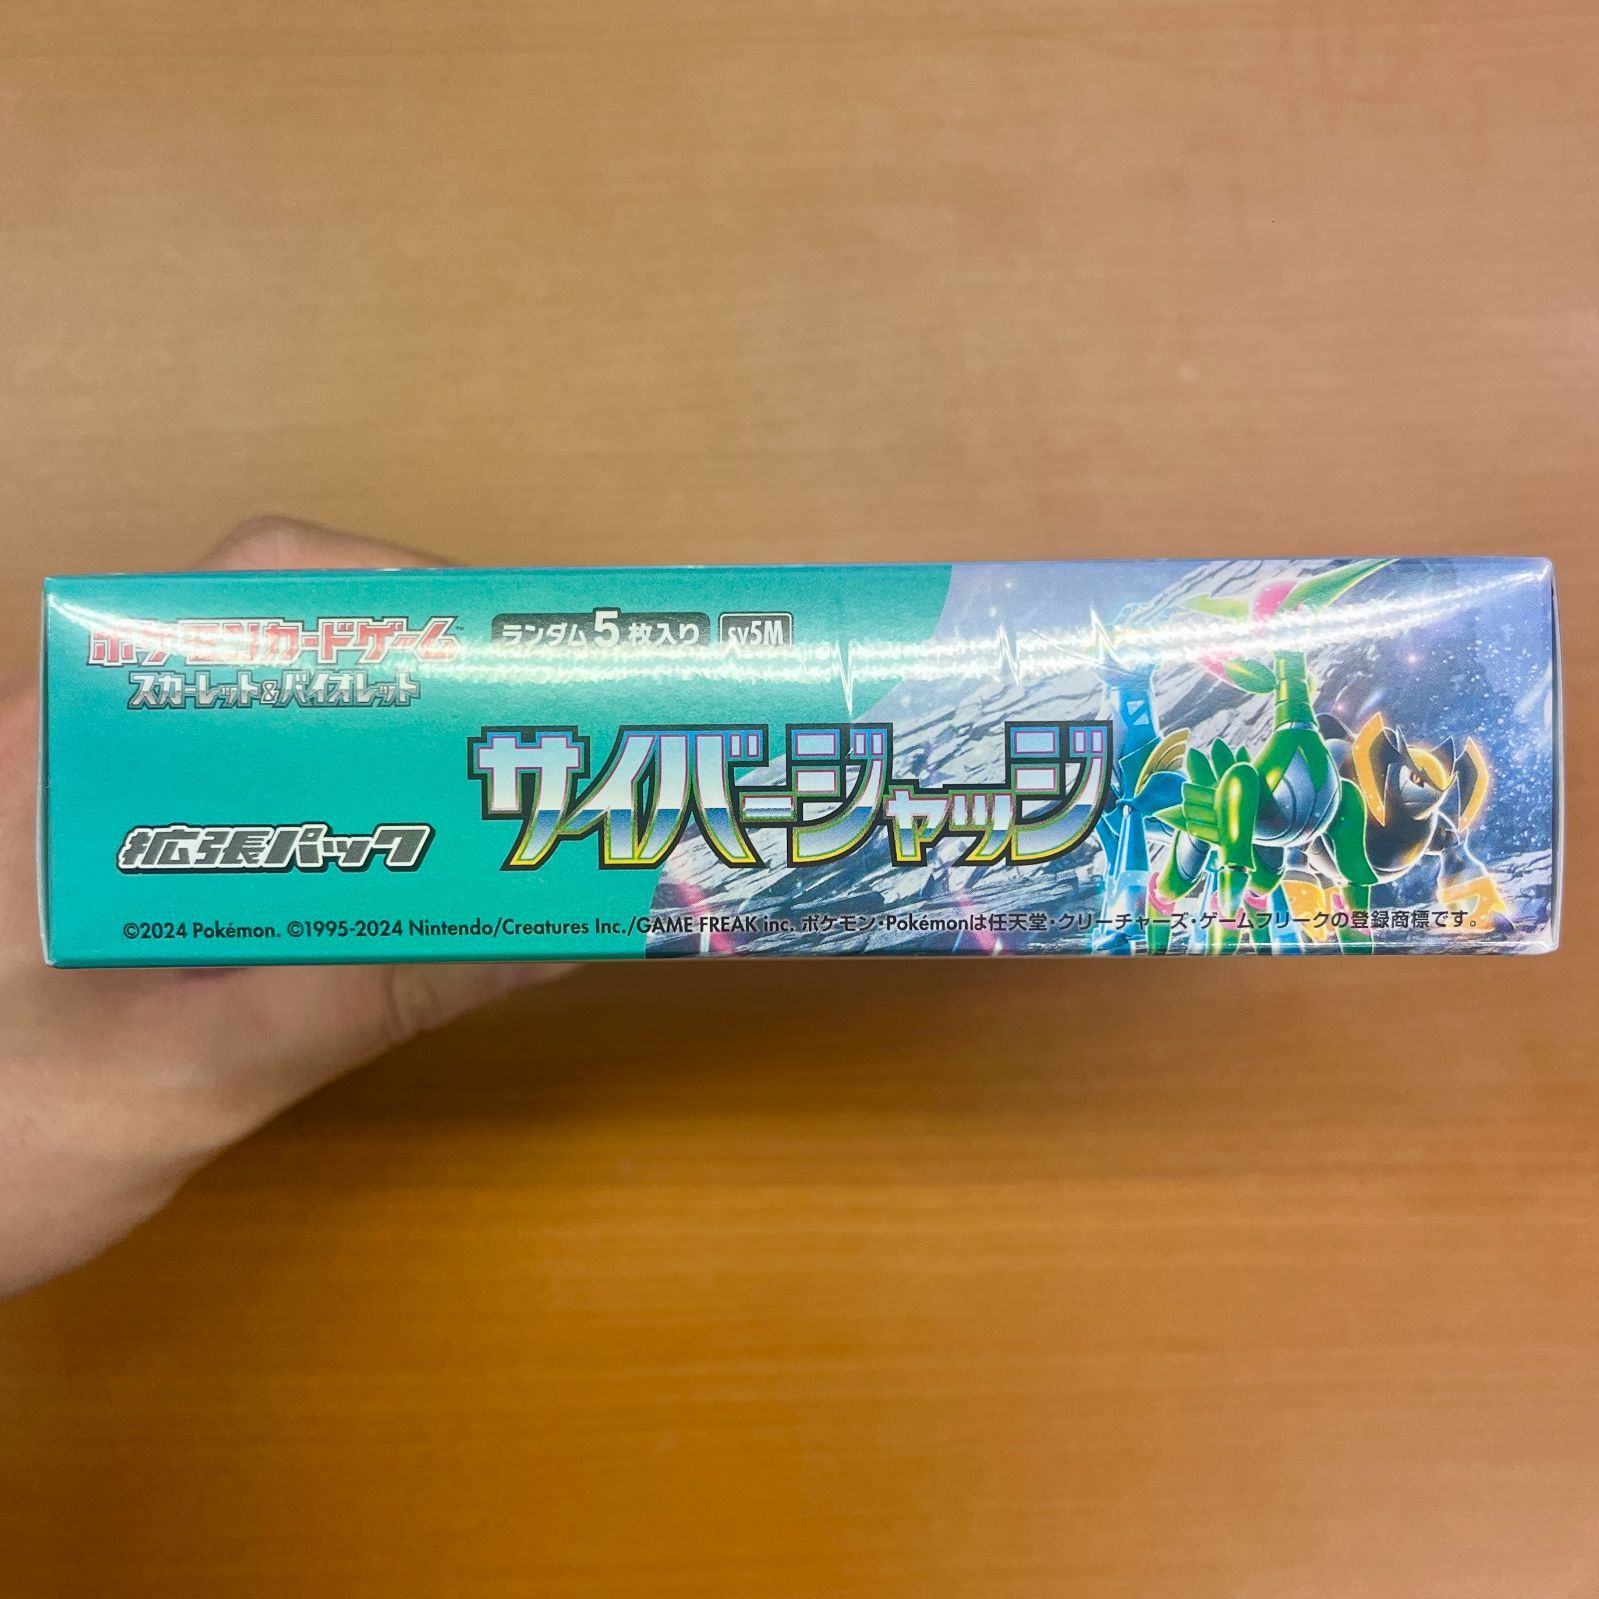 ポケモンカードゲーム™
スカーレット&バイオレット
ランダム5枚入り sv5M
サイバージャッジ
拡張パック
©2024 Pokémon. ©1995-2024 Nintendo/Creatures Inc./GAME FREAK inc. ポケモン・Pokémonは任天堂・クリーチャーズ・ゲームフリークの登録商標です。